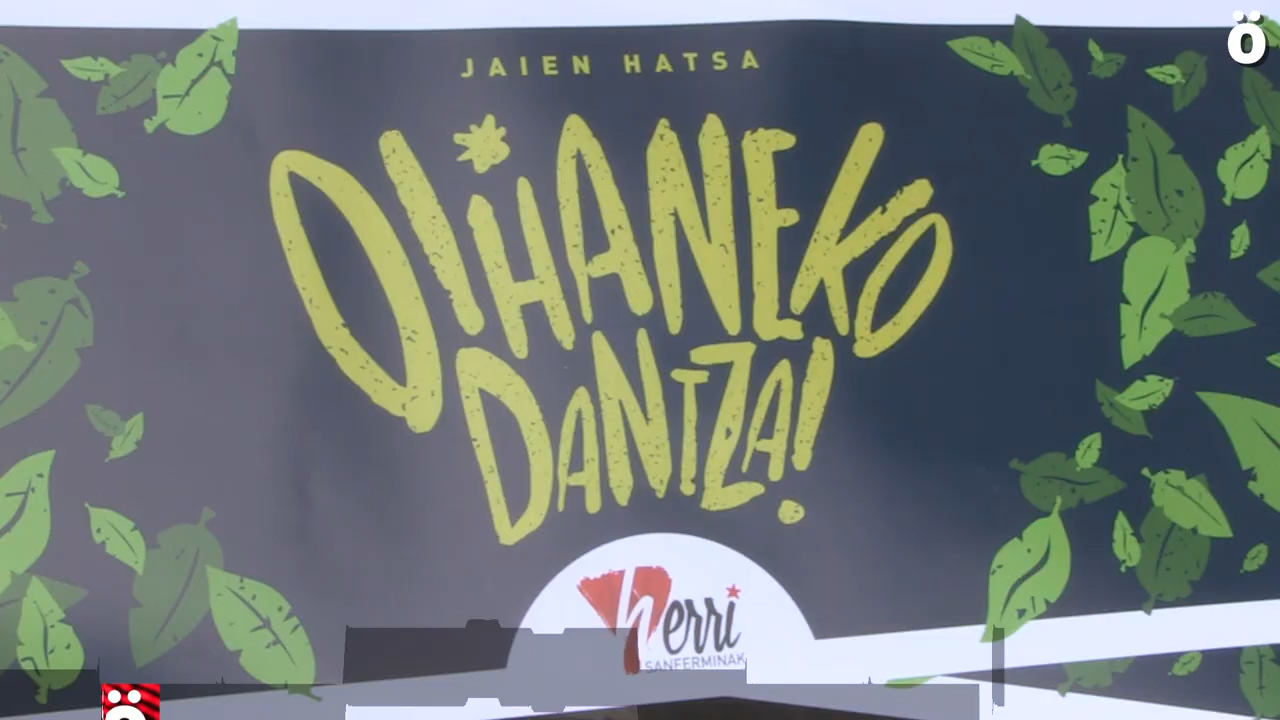 ö
JAIEN HATSA
OIHANEKO
DANTZA!
herri
SANFERMINAK
ö